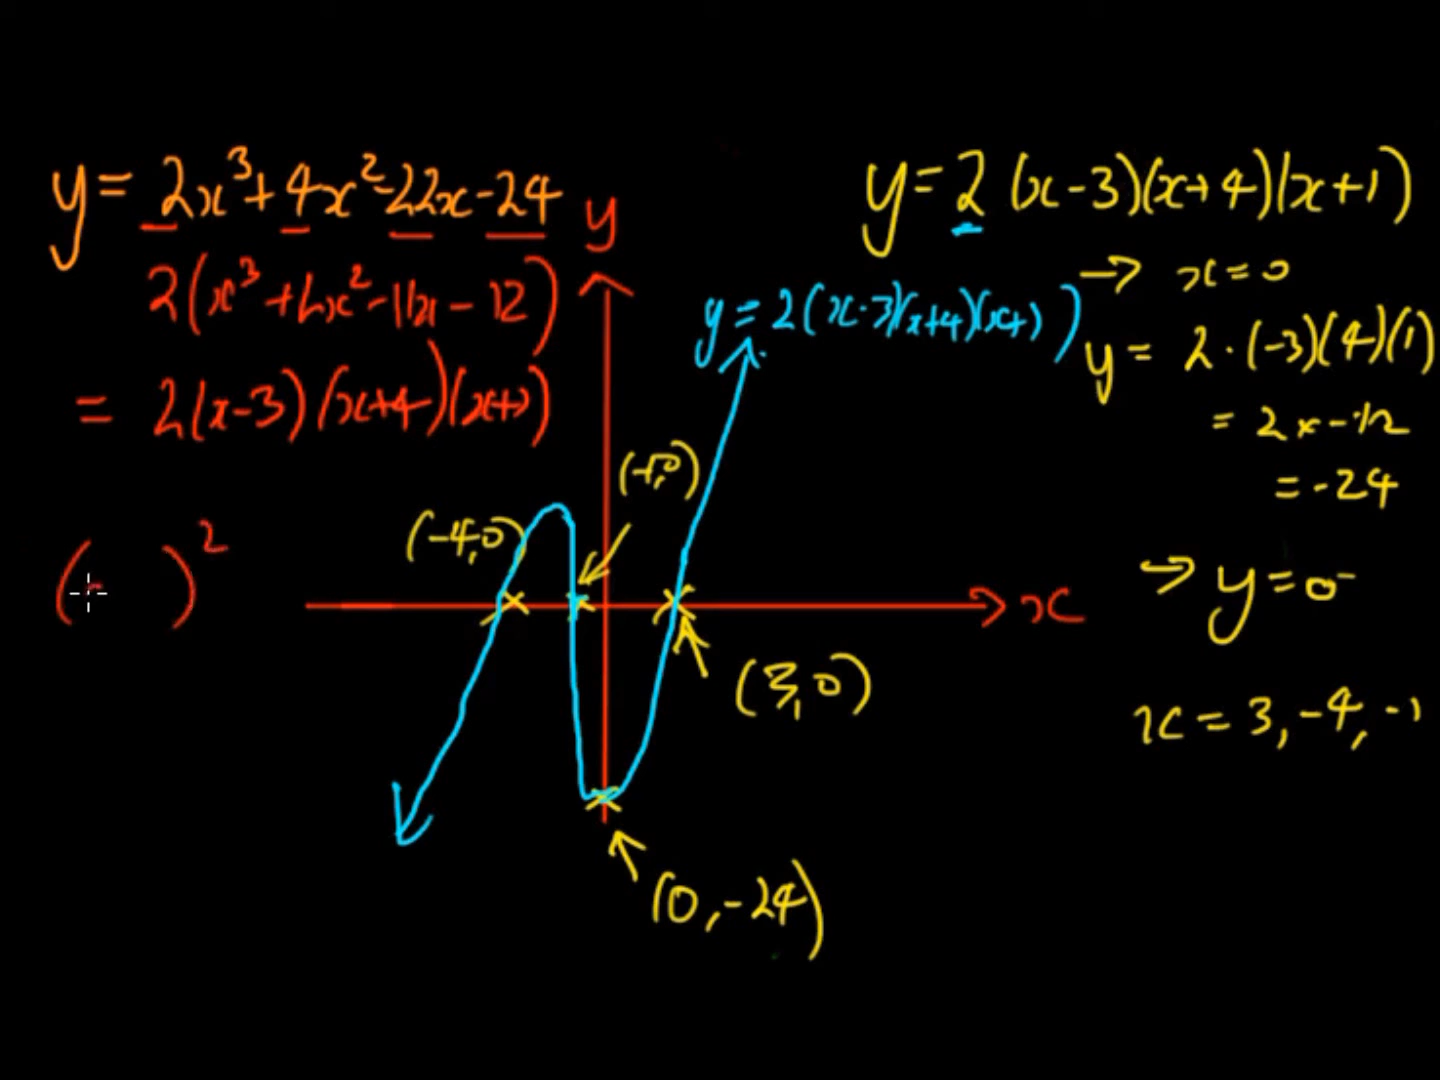 y = 2x³+4x²-22x-24
2(x³+2x²-11x-12)
= 2(x-3)(x+4)(x+1)
( )²
y
x
y = 2(x-3)(x+4)(x+1)
(-4,0)
(-1,0)
(3,0)
(0,-24)
y = 2(x-3)(x+4)(x+1)
→ x=0
y = 2·(-3)(4)(1)
= 2x-12
= -24
→ y=0
x = 3,-4,-1